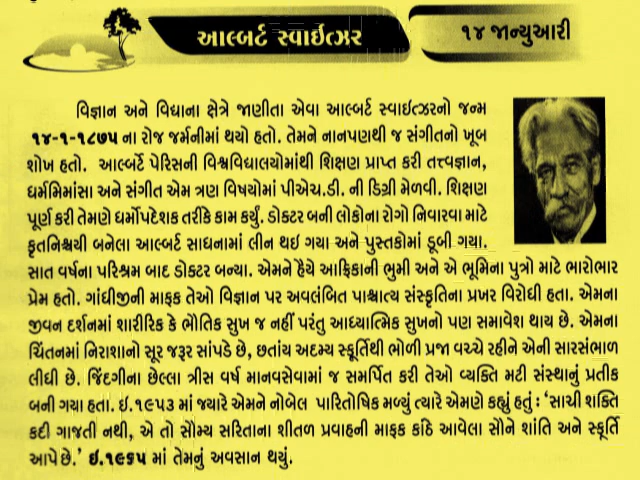 આલ્બર્ટ સ્વાઇત્ઝર
૧૪ જાન્યુઆરી
વિજ્ઞાન અને વિદ્યાના ક્ષેત્રે જાણીતા એવા આલ્બર્ટ સ્વાઇત્ઝરનો જન્મ
૧૪-૧-૧૮૭૫ ના રોજ જર્મનીમાં થયો હતો. તેમને નાનપણથી જ સંગીતનો ખૂબ
શોખ હતો. આલ્બર્ટે પેરિસની વિશ્વવિદ્યાલયોમાંથી શિક્ષણ પ્રાપ્ત કરી તત્ત્વજ્ઞાન,
ધર્મમિમાંસા અને સંગીત એમ ત્રણ વિષયોમાં પીએચ.ડી. ની ડિગ્રી મેળવી. શિક્ષણ
પૂર્ણ કરી તેમણે ધર્મોપદેશક તરીકે કામ કર્યું. ડોક્ટર બની લોકોના રોગો નિવારવા માટે
કૃતનિશ્ચયી બનેલા આલ્બર્ટ સાધનામાં લીન થઇ ગયા અને પુસ્તકોમાં ડૂબી ગયા.
સાત વર્ષના પરિશ્રમ બાદ ડોક્ટર બન્યા. એમને હૈયે આફ્રિકાની ભુમી અને એ ભૂમિના પુત્રો માટે ભારોભાર
પ્રેમ હતો. ગાંધીજીની માફક તેઓ વિજ્ઞાન પર અવલંબિત પાશ્ચાત્ય સંસ્કૃતિના પ્રખર વિરોધી હતા. એમના
જીવન દર્શનમાં શારીરિક કે ભૌતિક સુખ જ નહીં પરંતુ આધ્યાત્મિક સુખનો પણ સમાવેશ થાય છે. એમના
ચિંતનમાં નિરાશાનો સૂર જરૂર સાંપડે છે, છતાંય અદમ્ય સ્ફૂર્તિથી ભોળી પ્રજા વચ્ચે રહીને એની સારસંભાળ
લીધી છે. જિંદગીના છેલ્લા ત્રીસ વર્ષ માનવસેવામાં જ સમર્પિત કરી તેઓ વ્યક્તિ મટી સંસ્થાનું પ્રતીક
બની ગયા હતા. ઇ.૧૯૫૩ માં જયારે એમને નોબેલ પારિતોષિક મળ્યું ત્યારે એમણે કહ્યું હતું : ‘સાચી શક્તિ
કદી ગાજતી નથી, એ તો સૌમ્ય સરિતાના શીતળ પ્રવાહની માફક કાંઠે આવેલા સૌને શાંતિ અને સ્ફૂર્તિ
આપે છે.’ ઇ.૧૯૬૫ માં તેમનું અવસાન થયું.